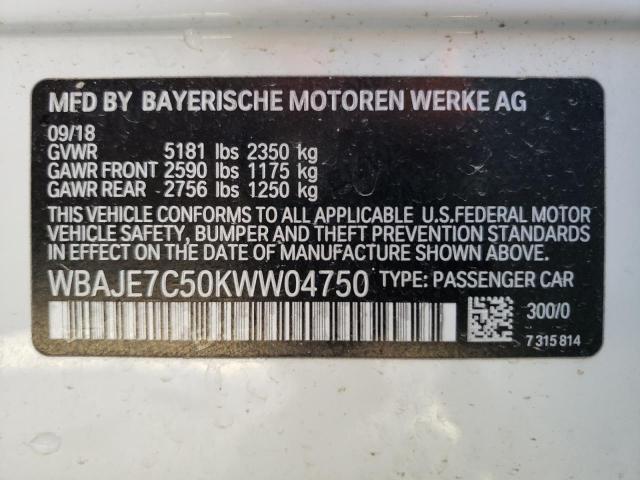 MFD BY BAYERISCHE MOTOREN WERKE AG
09/18
GVWR 5181 lbs 2350 kg
GAWR FRONT 2590 lbs 1175 kg
GAWR REAR 2756 lbs 1250 kg
THIS VEHICLE CONFORMS TO ALL APPLICABLE U.S.FEDERAL MOTOR
VEHICLE SAFETY, BUMPER AND THEFT PREVENTION STANDARDS
IN EFFECT ON THE DATE OF MANUFACTURE SHOWN ABOVE.
WBAJE7C50KWW04750 TYPE: PASSENGER CAR
300/0
7 315 814